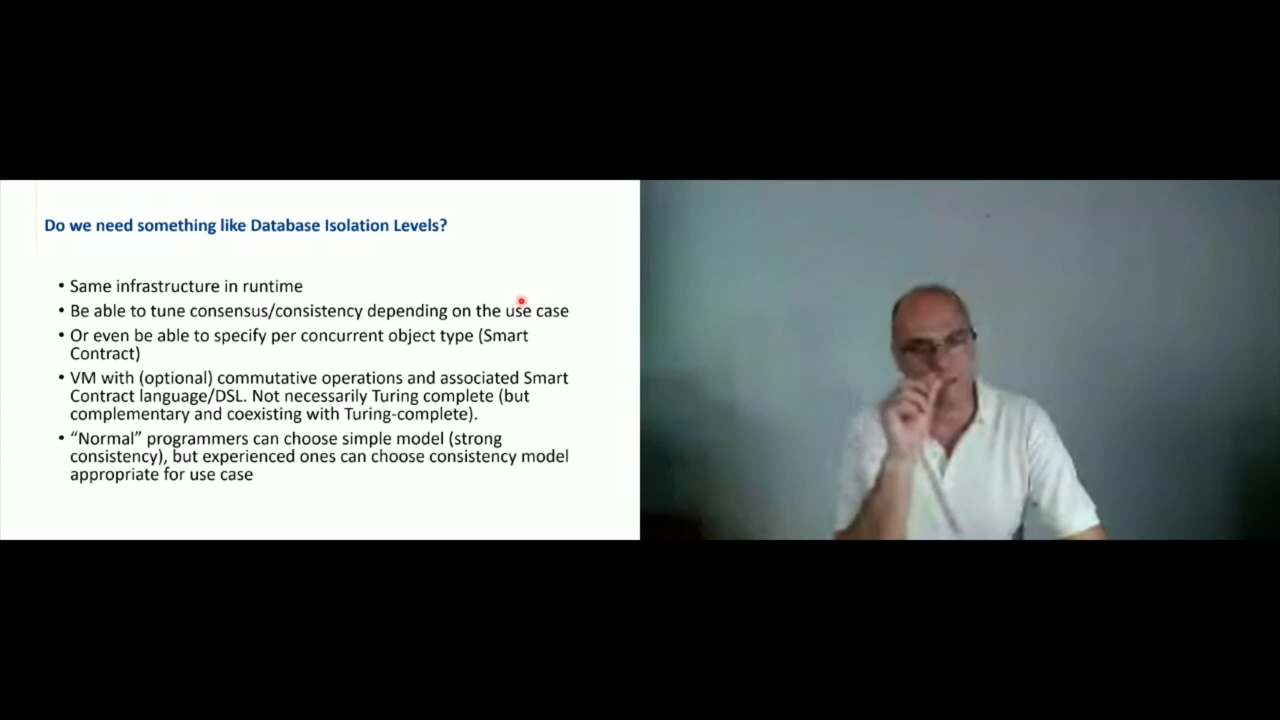 Do we need something like Database Isolation Levels?
• Same infrastructure in runtime
• Be able to tune consensus/consistency depending on the use case
• Or even be able to specify per concurrent object type (Smart
Contract)
• VM with (optional) commutative operations and associated Smart
Contract language/DSL. Not necessarily Turing complete (but
complementary and coexisting with Turing-complete).
• “Normal” programmers can choose simple model (strong
consistency), but experienced ones can choose consistency model
appropriate for use case